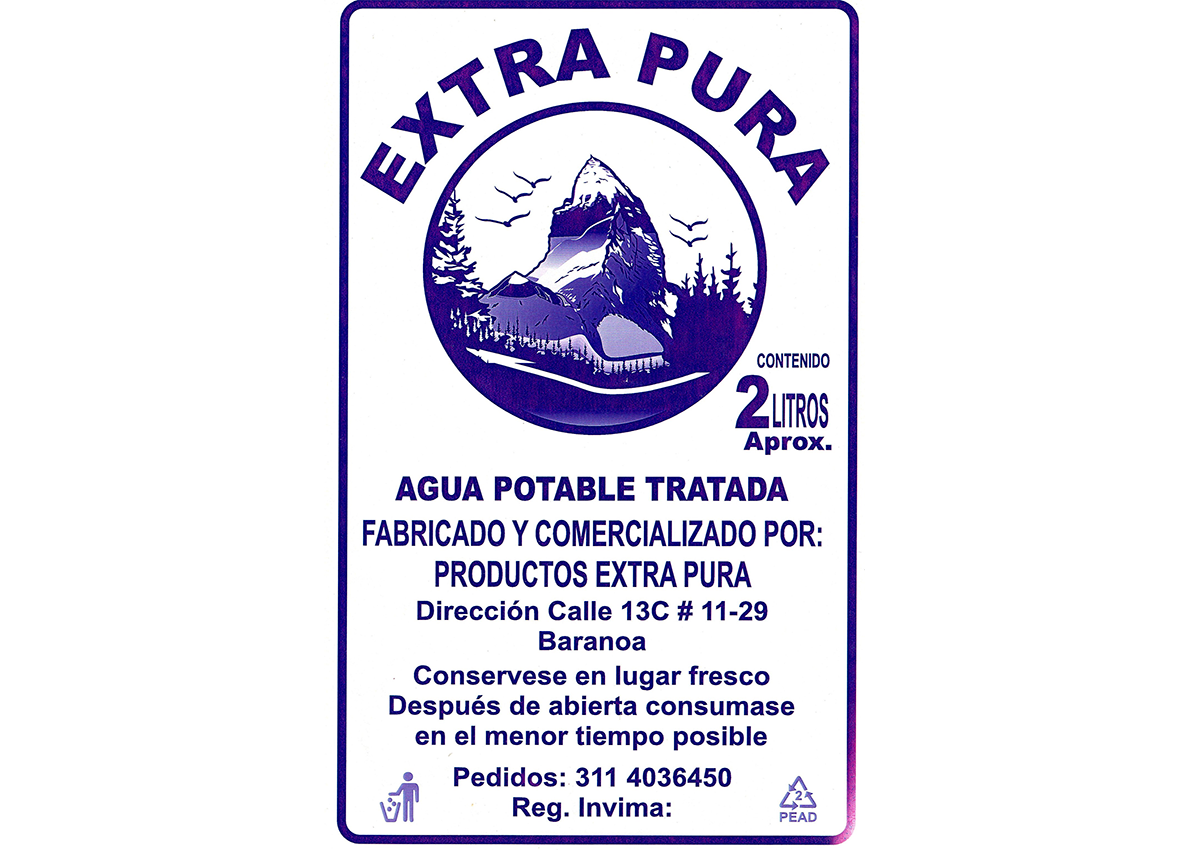 EXTRA PURA
CONTENIDO
2 LITROS
Aprox.
AGUA POTABLE TRATADA
FABRICADO Y COMERCIALIZADO POR:
PRODUCTOS EXTRA PURA
Dirección Calle 13C # 11-29
Baranoa
Conservese en lugar fresco
Después de abierta consumase
en el menor tiempo posible
Pedidos: 311 4036450
Reg. Invima:
2
PEAD